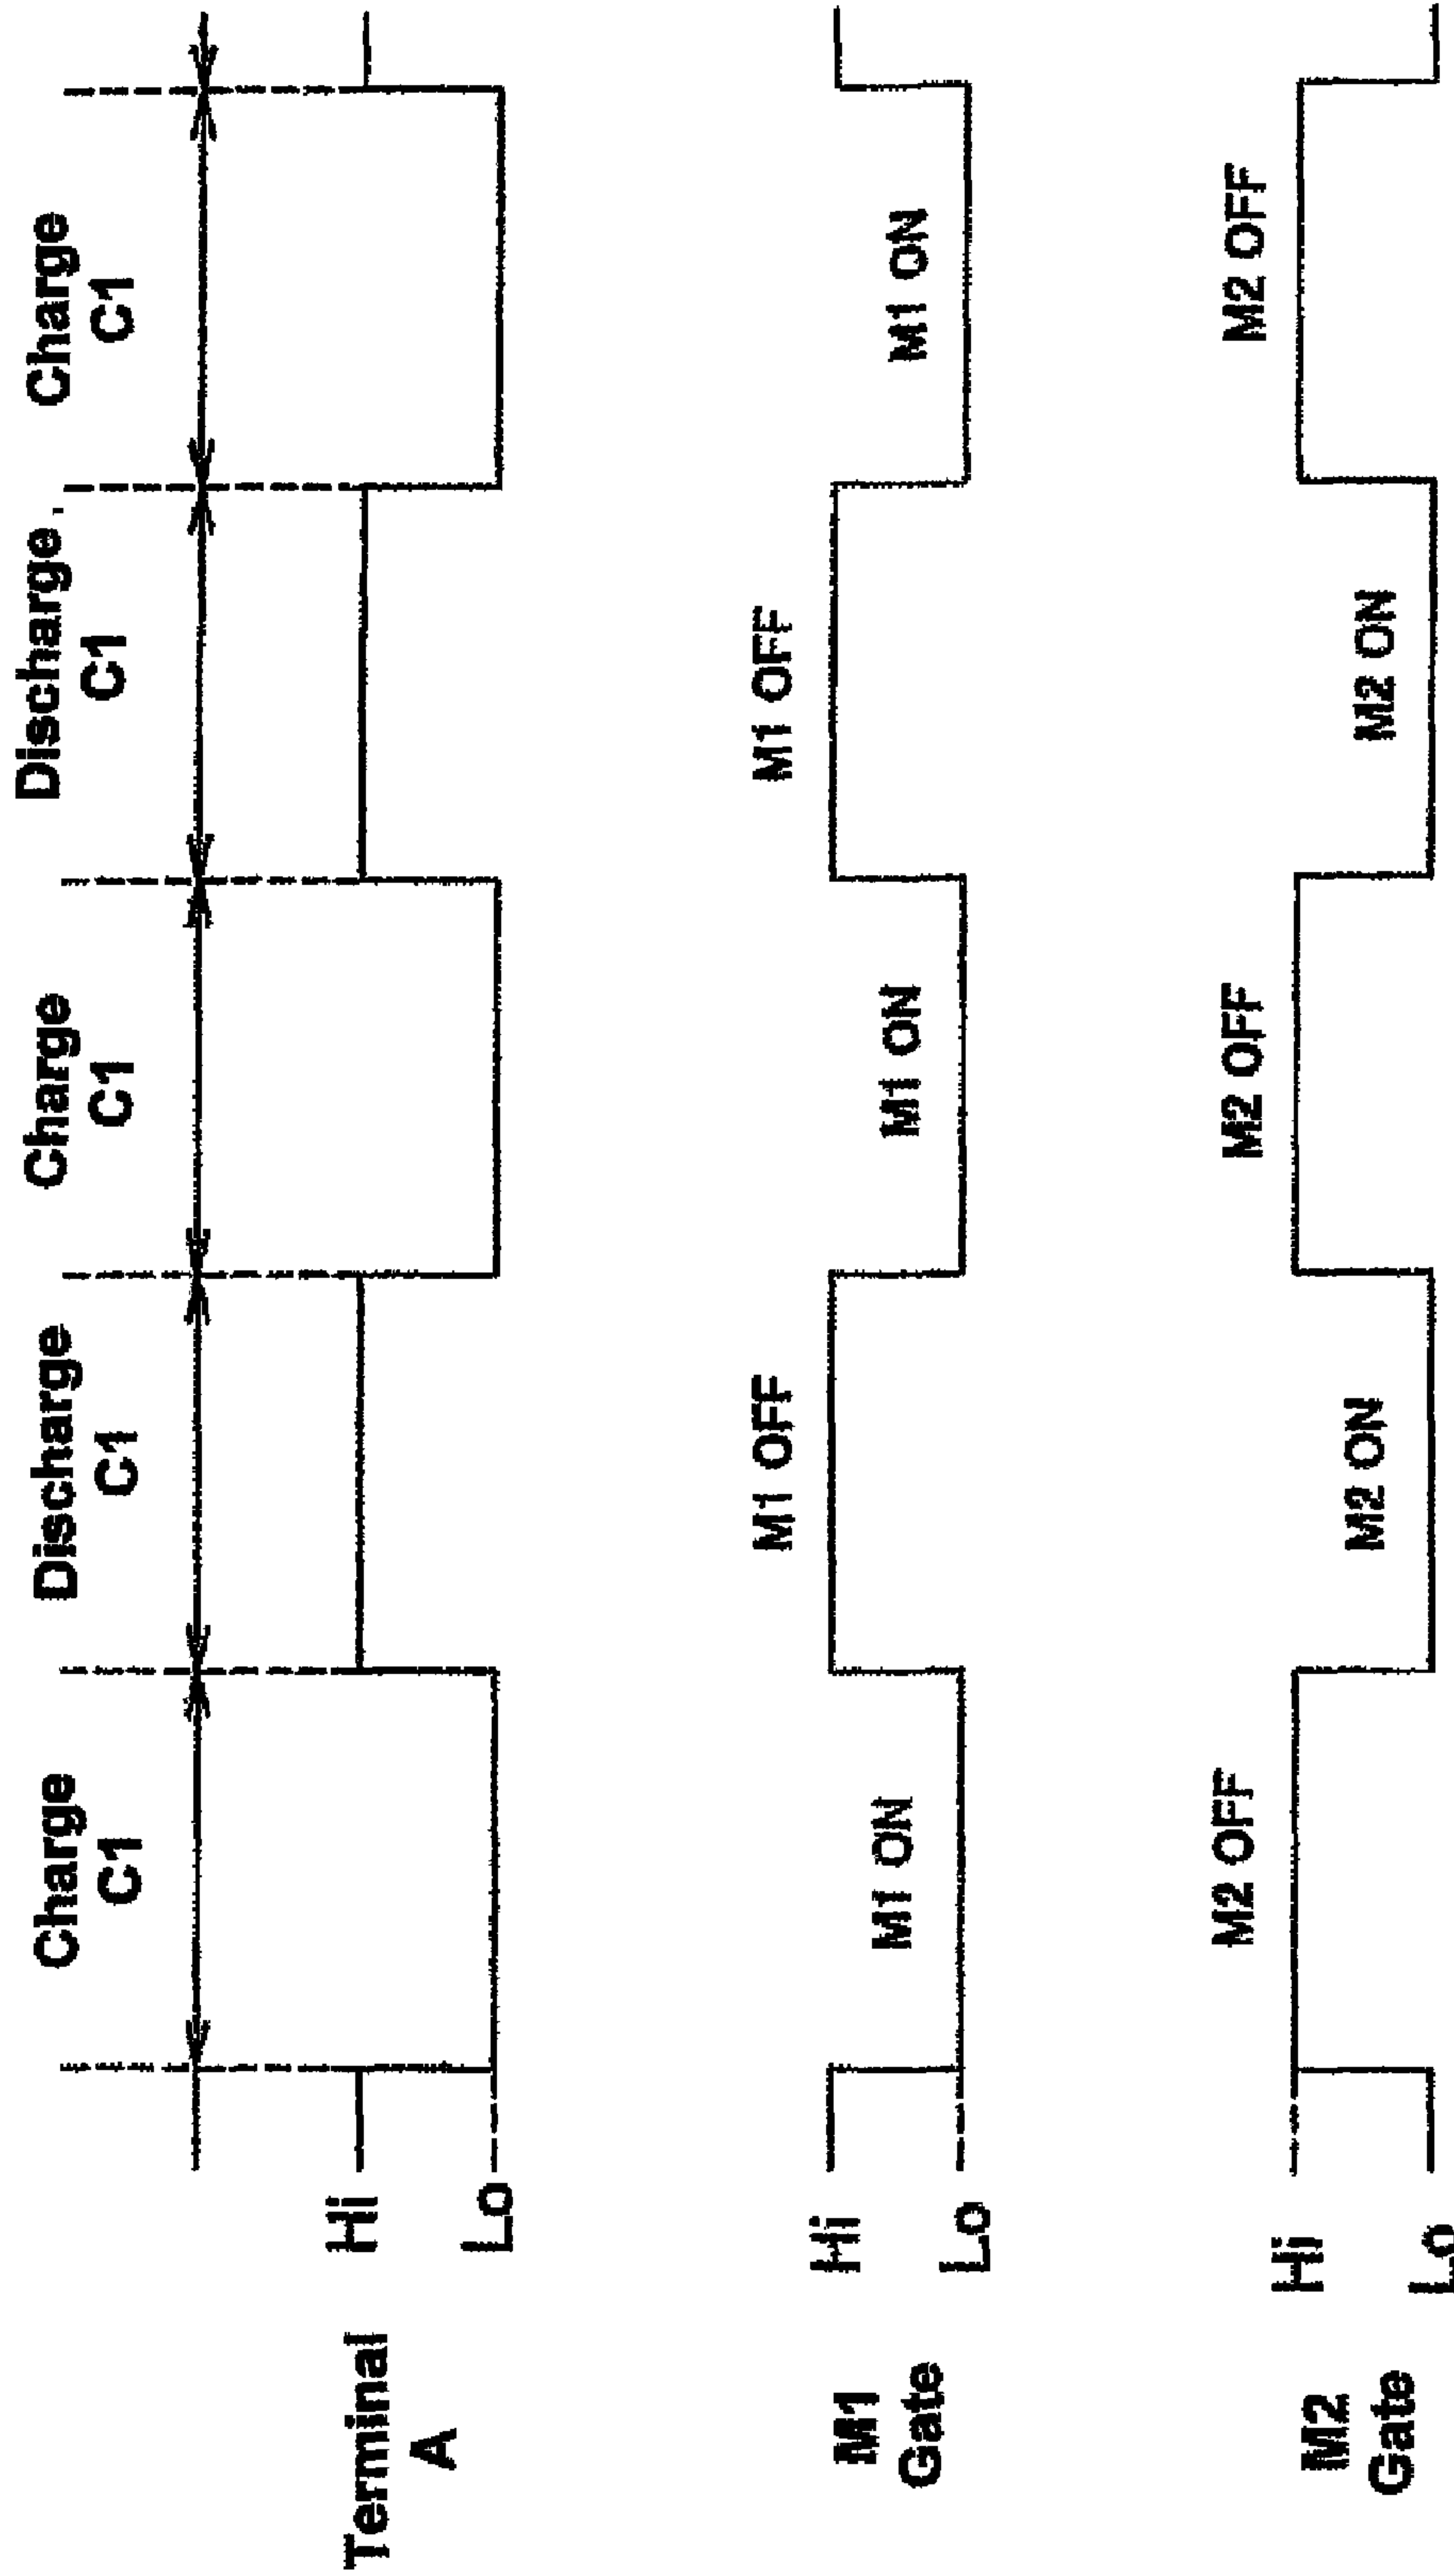 Charge
C1
Discharge
C1
Charge
C1
Discharge
C1
Charge
C1
Terminal
A
Hi
Lo
M1
Gate
Hi
Lo
M1 ON
M1 OFF
M1 ON
M1 OFF
M1 ON
M2
Gate
Hi
Lo
M2 OFF
M2 ON
M2 OFF
M2 ON
M2 OFF